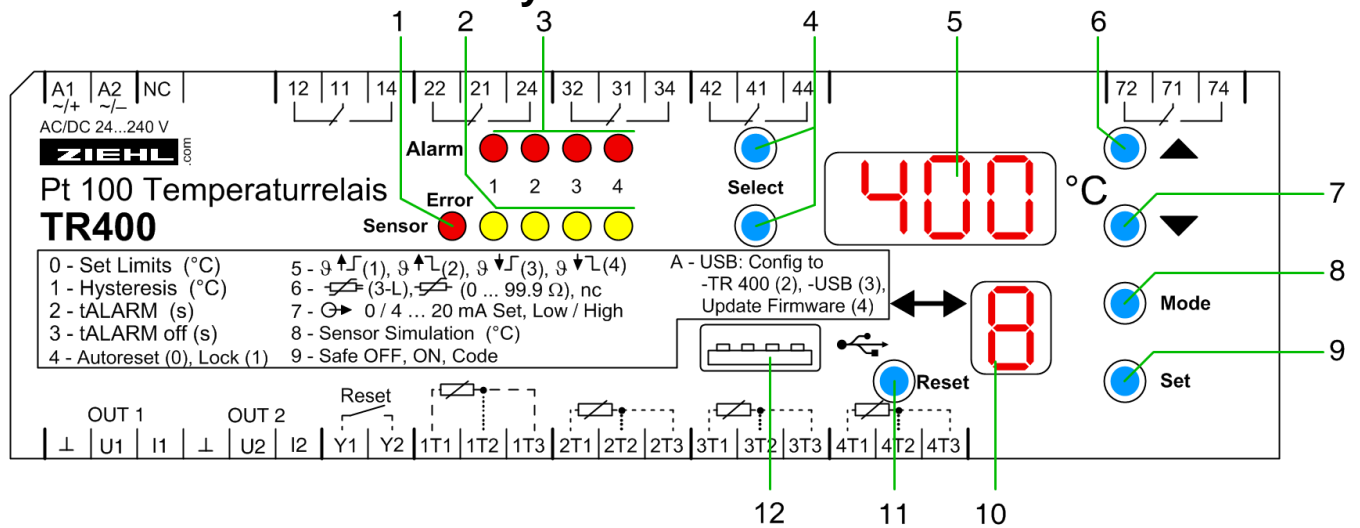 y
1 2 3 4 5 6
A1 A2 NC 12 11 14 22 21 24 32 31 34 42 41 44 72 71 74
~/+ ~/–
AC/DC 24...240 V
ZIEHL .com
Alarm
Pt 100 Temperaturrelais
1 2 3 4
Select
400 °C
Error
TR400
Sensor
7
0 - Set Limits (°C)
1 - Hysteresis (°C)
2 - tALARM (s)
3 - tALARM off (s)
4 - Autoreset (0), Lock (1)
5 - ϑ (1), ϑ (2), ϑ (3), ϑ (4)
6 - (3-L), (0 ... 99.9 Ω), nc
7 - 0 / 4 ... 20 mA Set, Low / High
8 - Sensor Simulation (°C)
9 - Safe OFF, ON, Code
A - USB: Config to
-TR 400 (2), -USB (3),
Update Firmware (4)
8
Mode 8
Reset
Set 9
OUT 1 OUT 2 Reset
⊥ U1 I1 ⊥ U2 I2 Y1 Y2 1T1 1T2 1T3 2T1 2T2 2T3 3T1 3T2 3T3 4T1 4T2 4T3
12 11 10